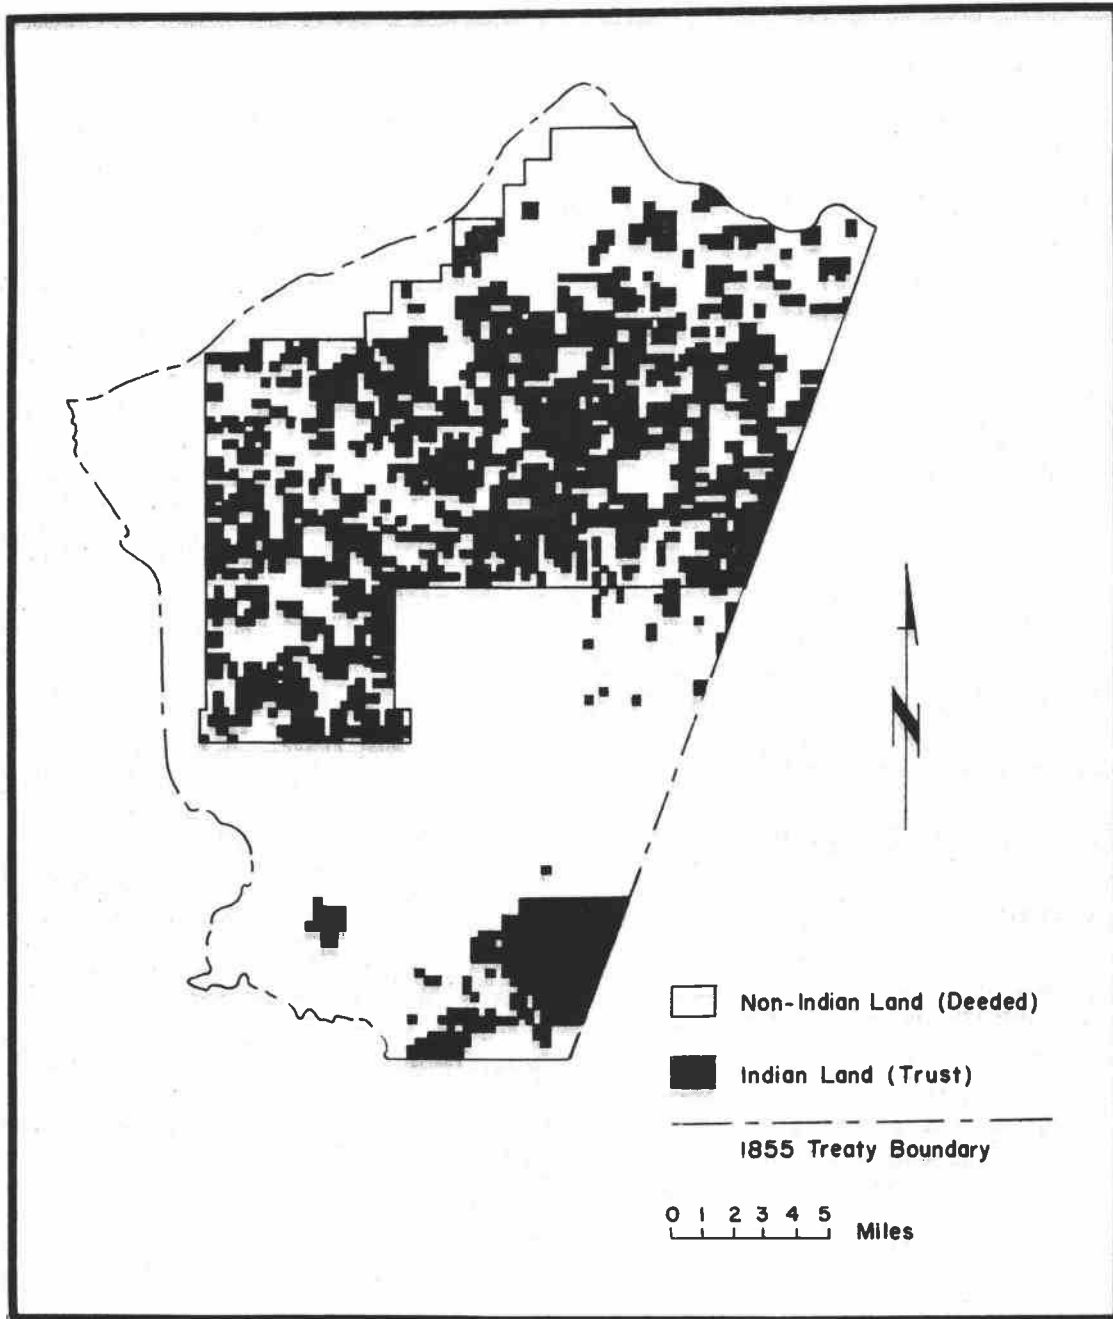 N
Non-Indian Land (Deeded)
Indian Land (Trust)
1855 Treaty Boundary
0 1 2 3 4 5 Miles